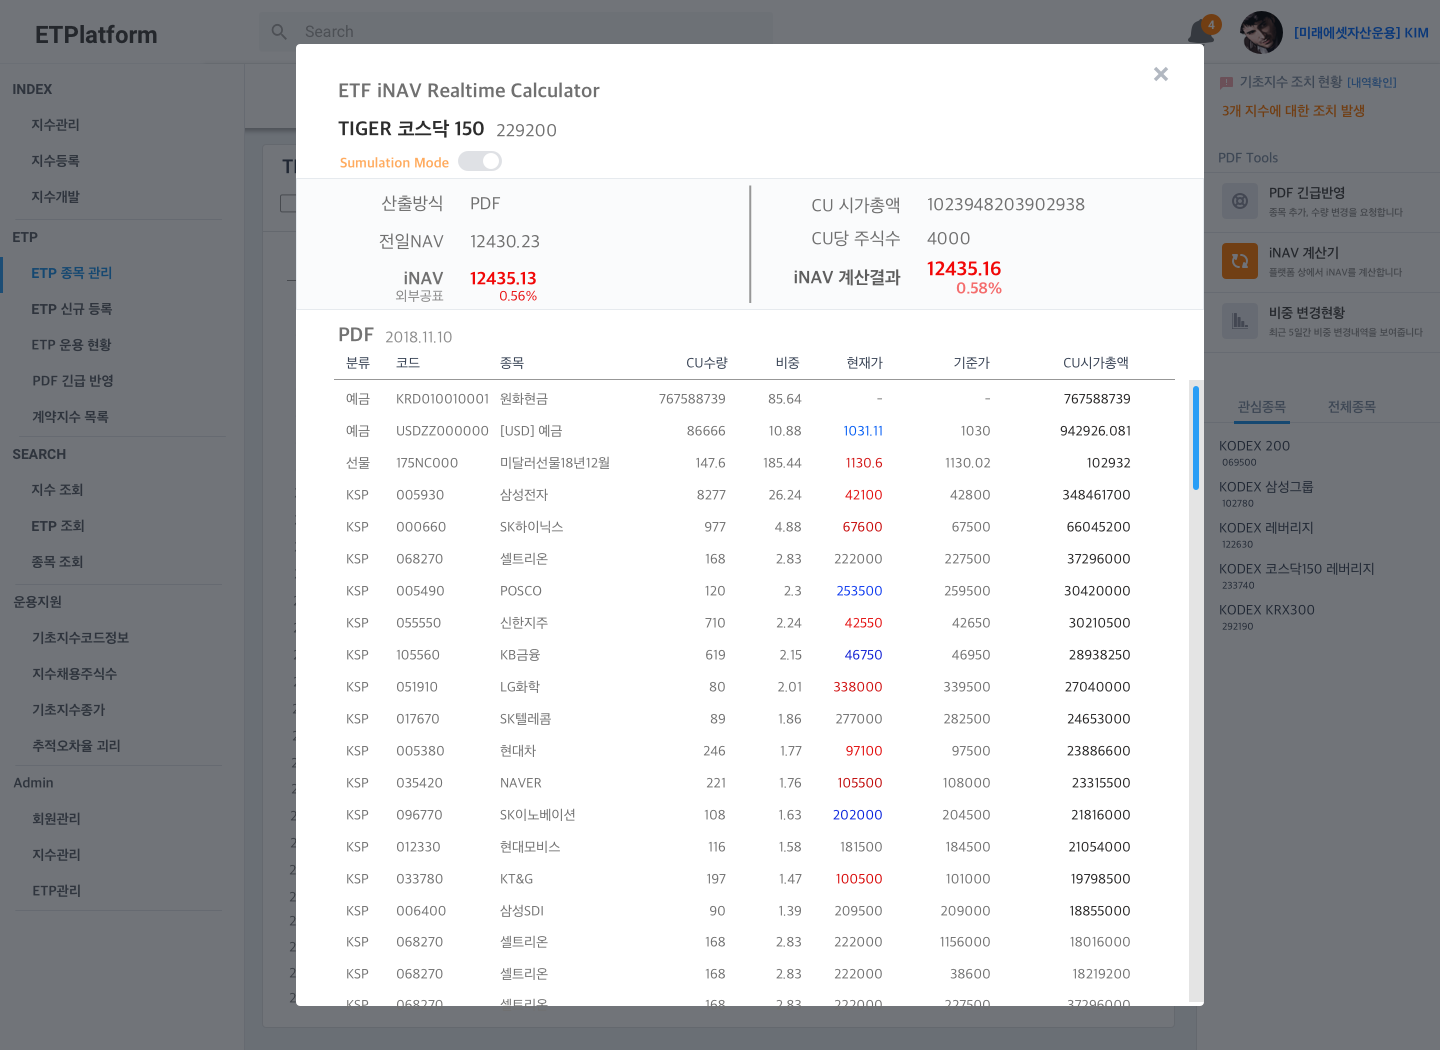 ETPlatform
Search
4
[미래에셋자산운용] KIM
INDEX
지수관리
지수등록
지수개발
ETP
ETP 종목 관리
ETP 신규 등록
ETP 운용 현황
PDF 긴급 반영
계약지수 목록
SEARCH
지수 조회
ETP 조회
종목 조회
운용지원
기초지수코드정보
지수채용주식수
기초지수종가
추적오차율 괴리
Admin
회원관리
지수관리
ETP관리
ETF iNAV Realtime Calculator
TIGER 코스닥 150 229200
Sumulation Mode
산출방식 PDF
전일NAV 12430.23
iNAV 12435.13
외부공표 0.56%
CU 시가총액 1023948203902938
CU당 주식수 4000
iNAV 계산결과 12435.16
0.58%
PDF 2018.11.10
분류 코드 종목 CU수량 비중 현재가 기준가 CU시가총액
예금 KRD010010001 원화현금 767588739 85.64 - - 767588739
예금 USDZZ000000 [USD] 예금 86666 10.88 1031.11 1030 942926.081
선물 175NC000 미달러선물18년12월 147.6 185.44 1130.6 1130.02 102932
KSP 005930 삼성전자 8277 26.24 42100 42800 348461700
KSP 000660 SK하이닉스 977 4.88 67600 67500 66045200
KSP 068270 셀트리온 168 2.83 222000 227500 37296000
KSP 005490 POSCO 120 2.3 253500 259500 30420000
KSP 055550 신한지주 710 2.24 42550 42650 30210500
KSP 105560 KB금융 619 2.15 46750 46950 28938250
KSP 051910 LG화학 80 2.01 338000 339500 27040000
KSP 017670 SK텔레콤 89 1.86 277000 282500 24653000
KSP 005380 현대차 246 1.77 97100 97500 23886600
KSP 035420 NAVER 221 1.76 105500 108000 23315500
KSP 096770 SK이노베이션 108 1.63 202000 204500 21816000
KSP 012330 현대모비스 116 1.58 181500 184500 21054000
KSP 033780 KT&G 197 1.47 100500 101000 19798500
KSP 006400 삼성SDI 90 1.39 209500 209000 18855000
KSP 068270 셀트리온 168 2.83 222000 1156000 18016000
KSP 068270 셀트리온 168 2.83 222000 38600 18219200
KSP 068270 셀트리온 168 2.83 222000 227500 37296000
기초지수 조치 현황 [내역확인]
3개 지수에 대한 조치 발생
PDF Tools
PDF 긴급반영
종목 추가, 수량 변경을 요청합니다
iNAV 계산기
플랫폼 상에서 iNAV를 계산합니다
비중 변경현황
최근 5일간 비중 변경내역을 보여줍니다
관심종목 전체종목
KODEX 200
069500
KODEX 삼성그룹
102780
KODEX 레버리지
122630
KODEX 코스닥150 레버리지
233740
KODEX KRX300
292190